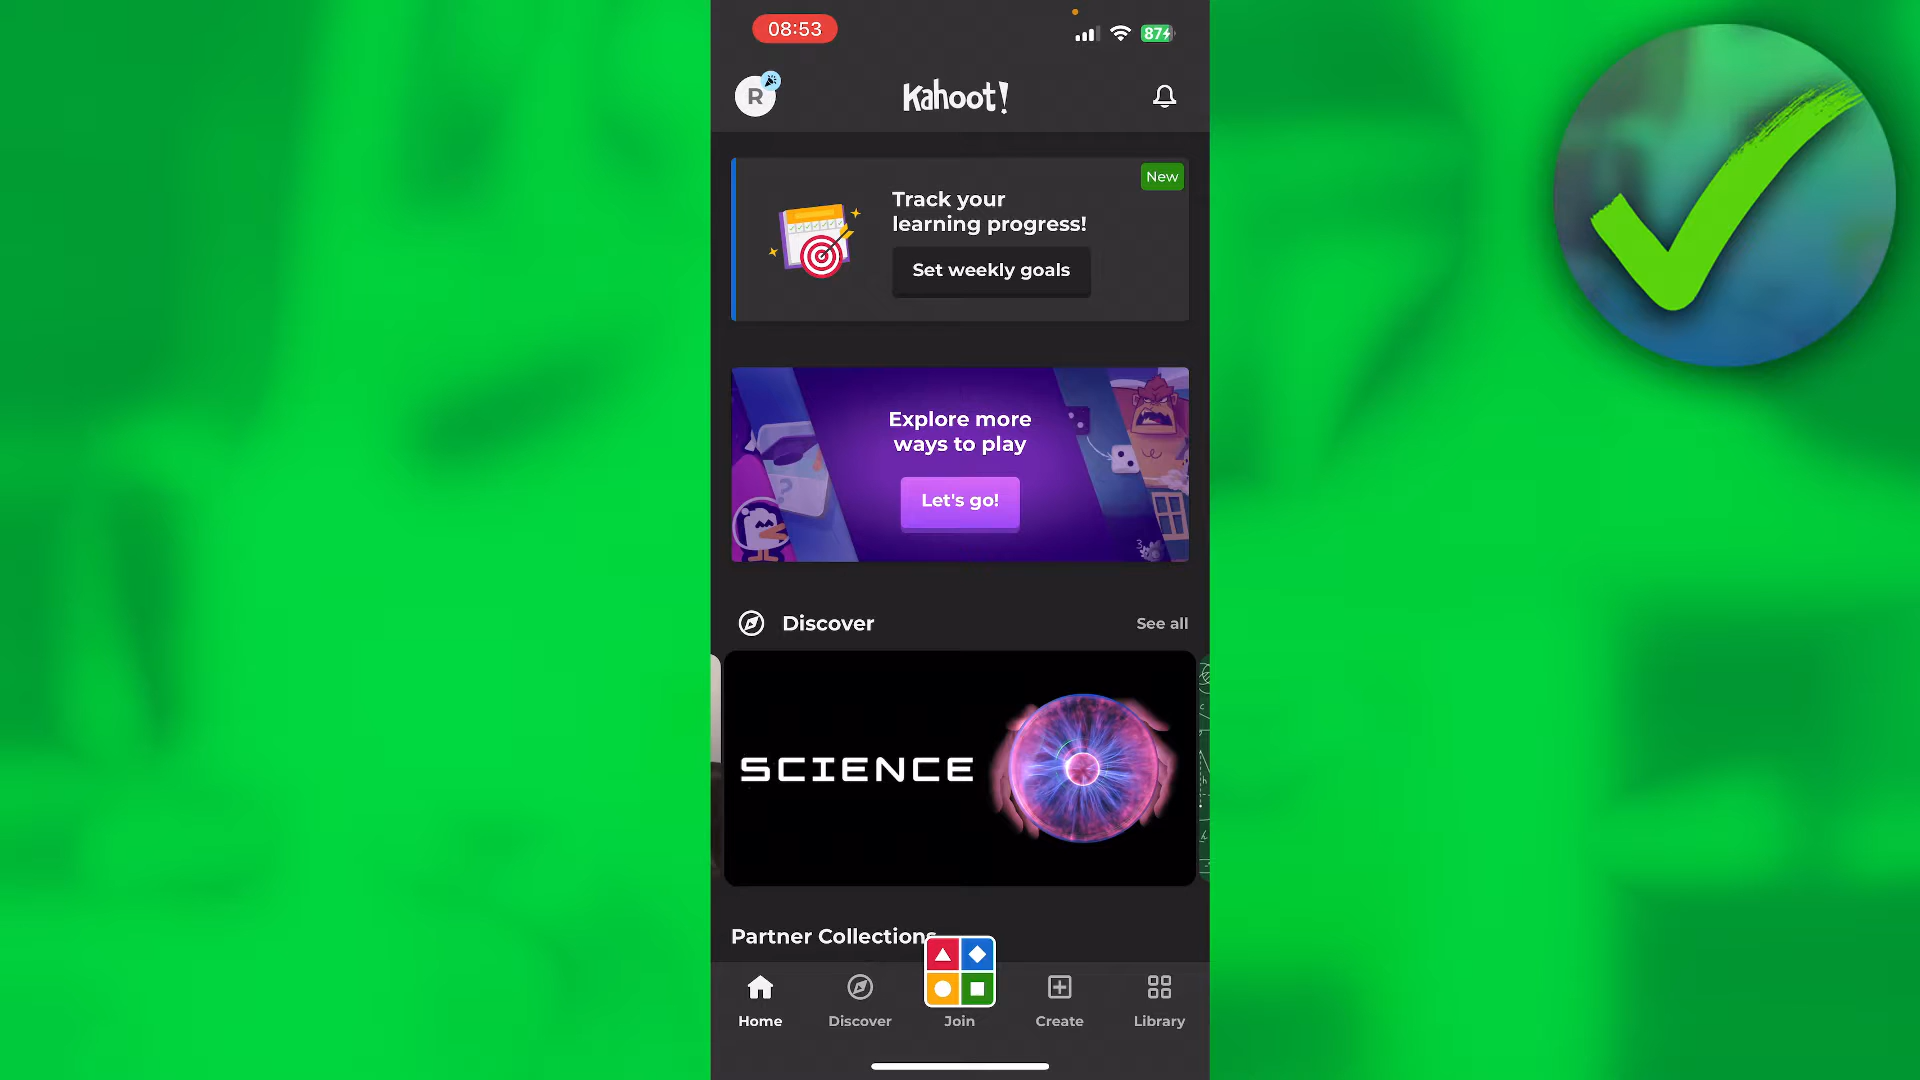 08:53
87
R
Kahoot!
New
Track your
learning progress!
Set weekly goals
Explore more
ways to play
Let's go!
Discover
See all
SCIENCE
Partner Collections
Home
Discover
Join
Create
Library